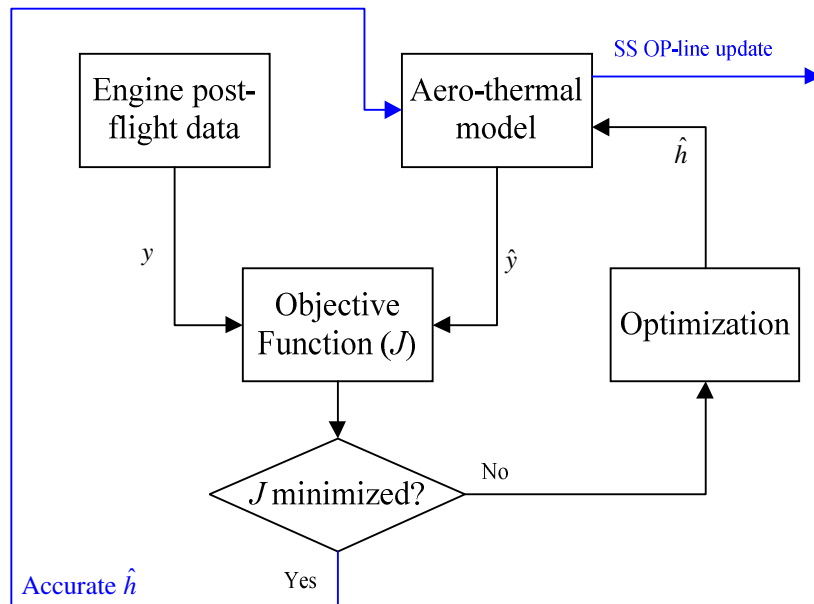 SS OP-line update
Engine post-
flight data
Aero-thermal
model
ĥ
y
ŷ
Objective
Function (J)
Optimization
J minimized?
No
Yes
Accurate ĥ